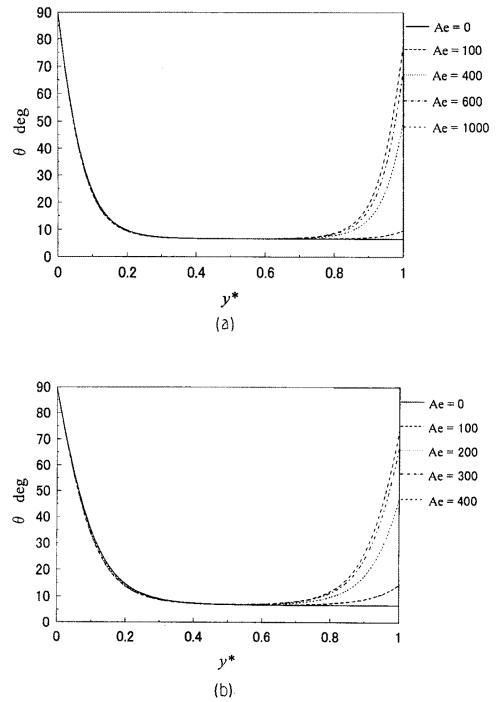 90
80
70
60
50
40
30
20
10
0
θ deg
0 0.2 0.4 0.6 0.8 1
y*
(a)
Ae = 0
Ae = 100
Ae = 400
Ae = 600
Ae = 1000
90
80
70
60
50
40
30
20
10
0
θ deg
0 0.2 0.4 0.6 0.8 1
y*
(b)
Ae = 0
Ae = 100
Ae = 200
Ae = 300
Ae = 400